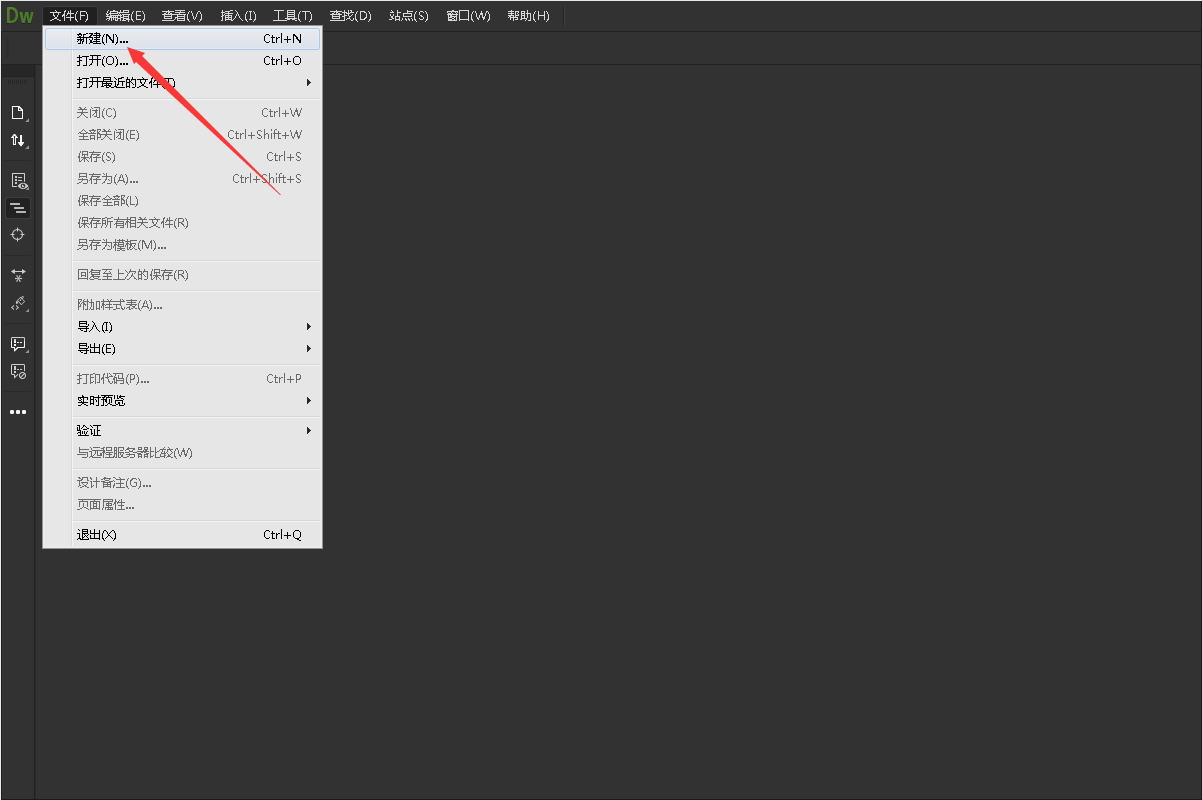 Dw 文件(F) 编辑(E) 查看(V) 插入(I) 工具(T) 查找(D) 站点(S) 窗口(W) 帮助(H)
新建(N)... Ctrl+N
打开(O)... Ctrl+O
打开最近的文件(T)
关闭(C) Ctrl+W
全部关闭(E) Ctrl+Shift+W
保存(S) Ctrl+S
另存为(A)... Ctrl+Shift+S
保存全部(L)
保存所有相关文件(R)
另存为模板(M)...
回复至上次的保存(R)
附加样式表(A)...
导入(I)
导出(E)
打印代码(P)... Ctrl+P
实时预览
验证
与远程服务器比较(W)
设计备注(G)...
页面属性...
退出(X) Ctrl+Q